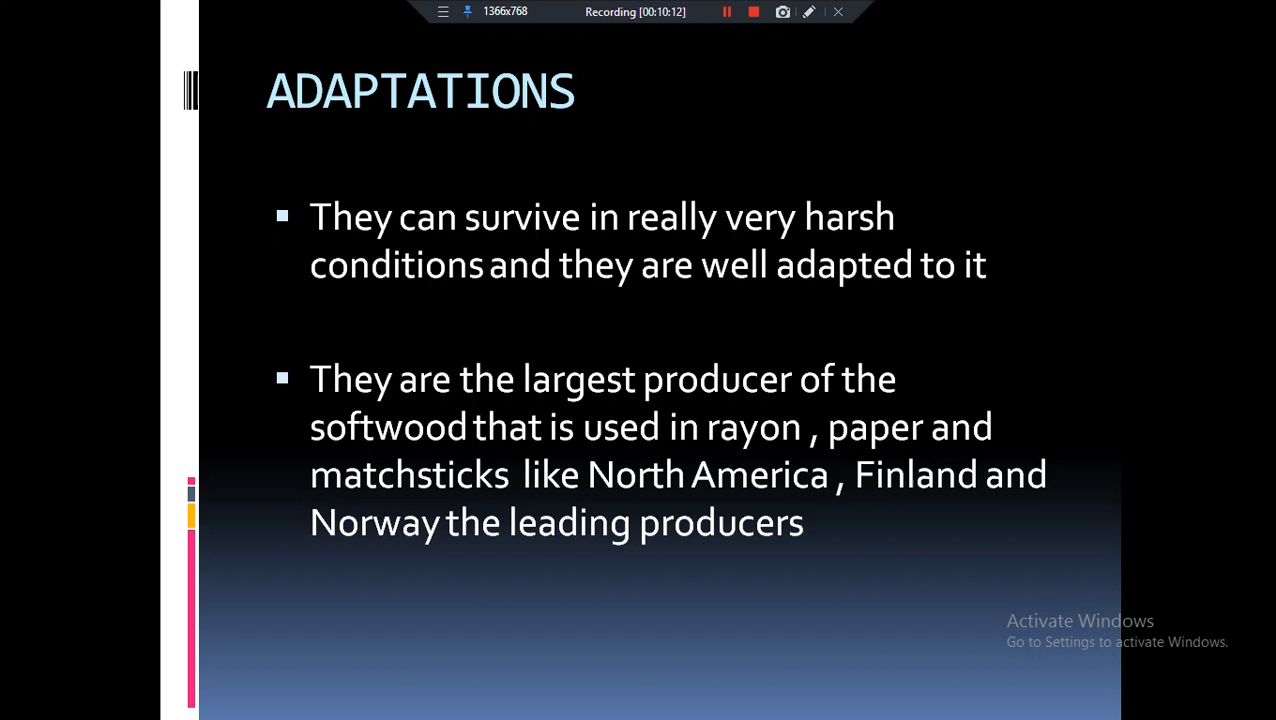 1366x768 Recording [00:10:12]
ADAPTATIONS
They can survive in really very harsh
conditions and they are well adapted to it
They are the largest producer of the
softwood that is used in rayon , paper and
matchsticks like North America , Finland and
Norway the leading producers
Activate Windows
Go to Settings to activate Windows.